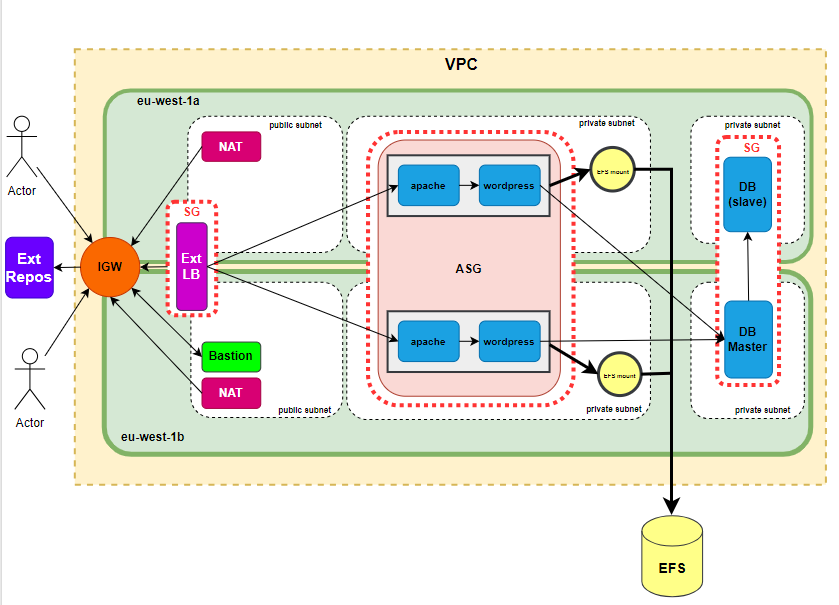 VPC
eu-west-1a
public subnet
private subnet
private subnet
NAT
SG
apache
wordpress
EFS mount
DB
(slave)
Actor
SG
Ext
Repos
IGW
Ext
LB
ASG
Bastion
apache
wordpress
DB
Master
NAT
EFS mount
public subnet
private subnet
private subnet
Actor
eu-west-1b
EFS